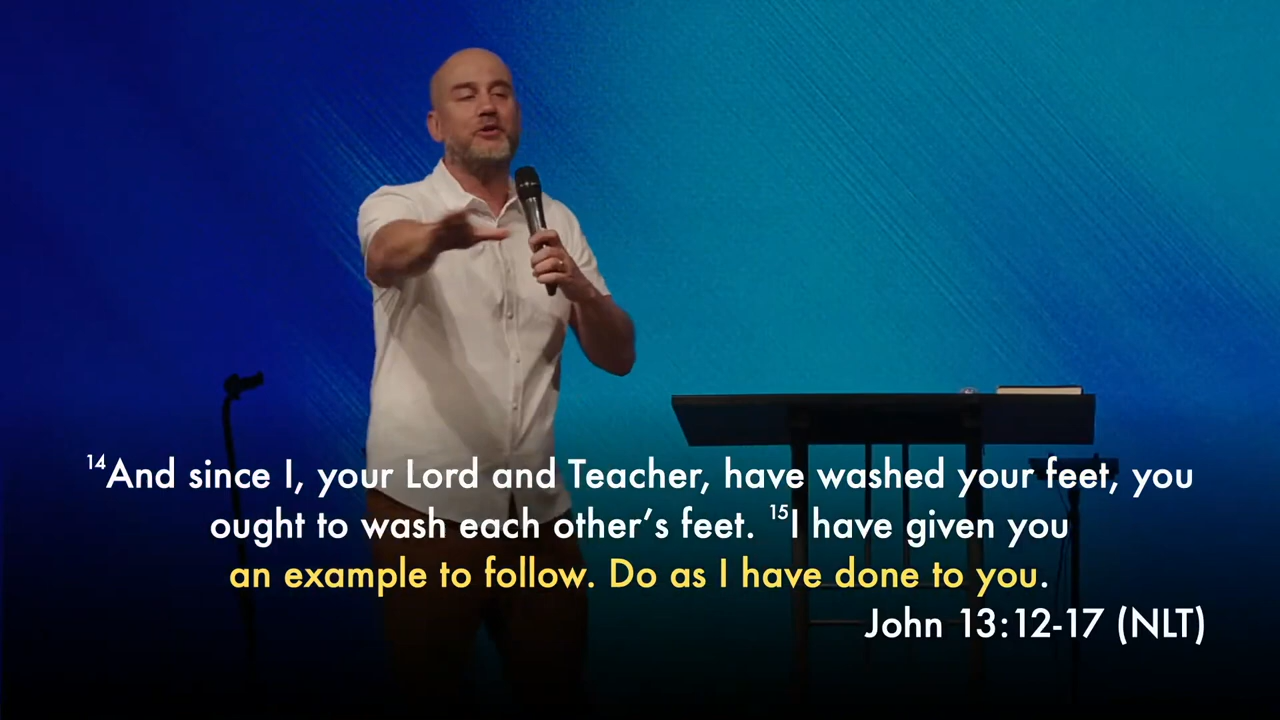 ¹⁴And since I, your Lord and Teacher, have washed your feet, you
ought to wash each other’s feet. ¹⁵I have given you
an example to follow. Do as I have done to you.
John 13:12-17 (NLT)